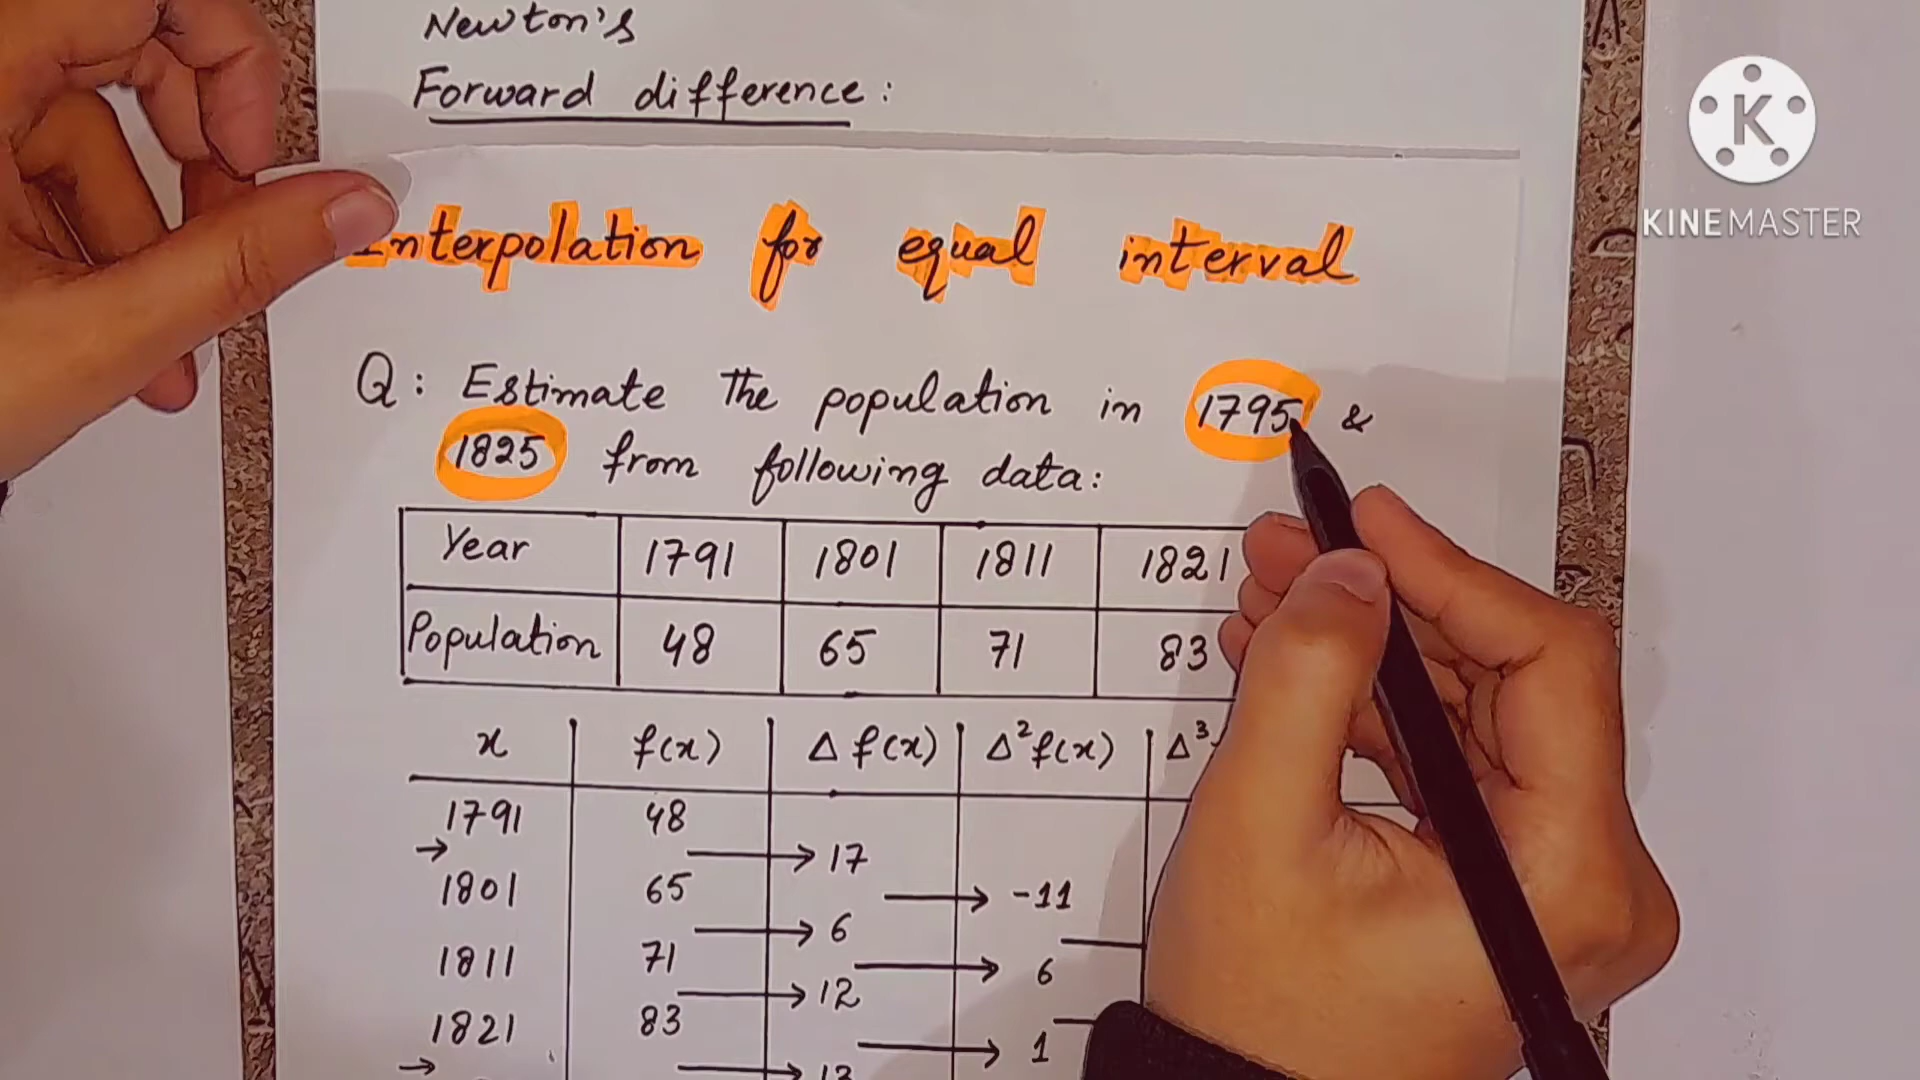 Newton's
Forward difference:
Interpolation for equal interval
Q: Estimate the population in 1795 &
1825 from following data:
Year 1791 1801 1811 1821
Population 48 65 71 83
x f(x) Δ f(x) Δ²f(x) Δ³
1791 48
→ → 17
1801 65 → -11
→ 6
1811 71 → 6
→ 12
1821 83 → 1
→ → 13
K
KINEMASTER